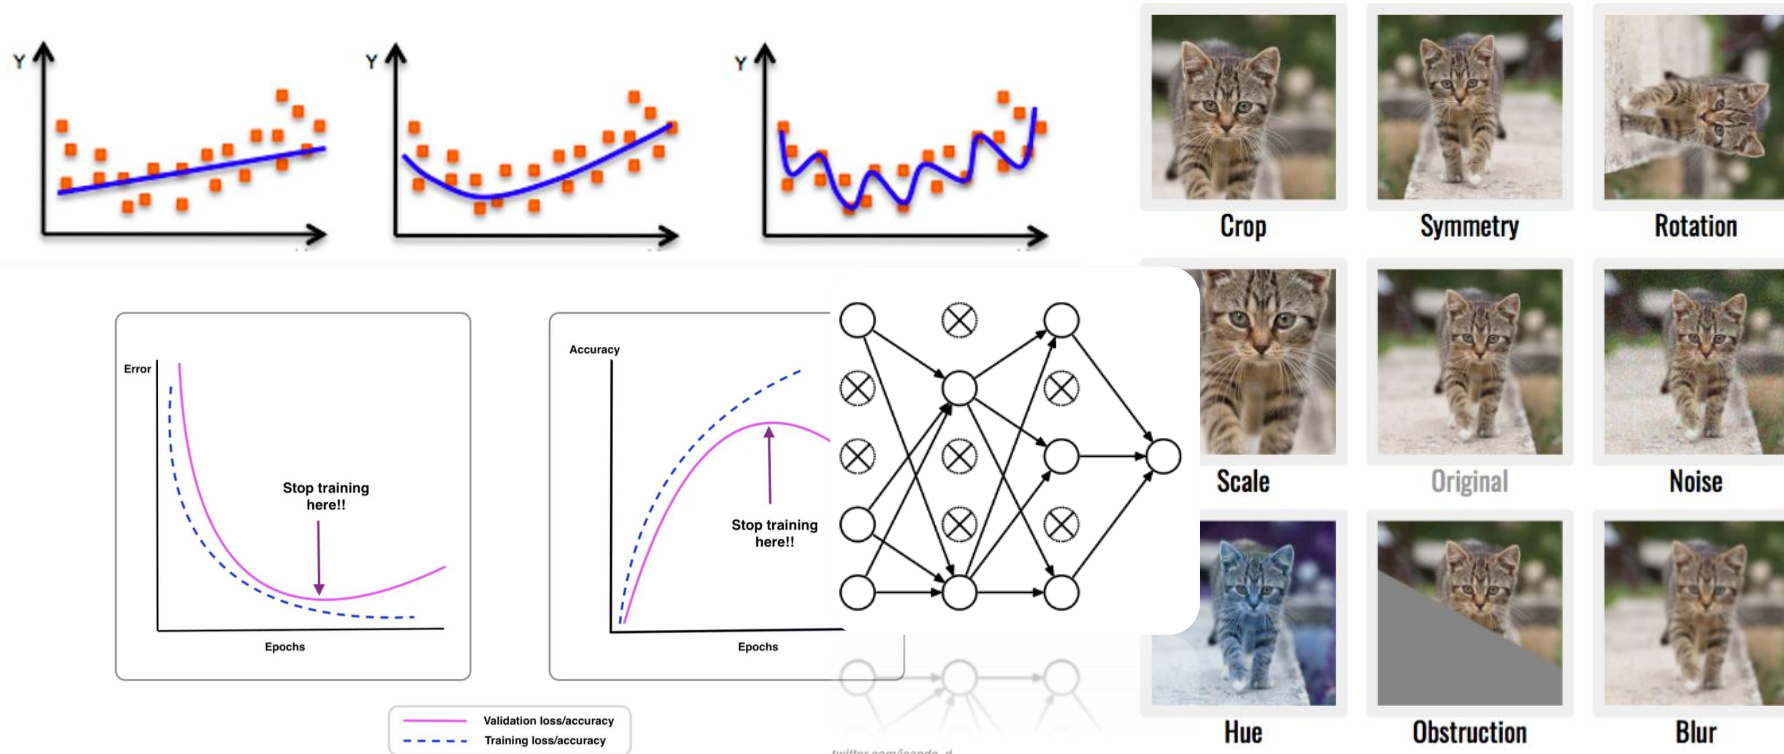 Y
Y
Y
Crop
Symmetry
Rotation
Error
Stop training
here!!
Epochs
Accuracy
Stop training
here!!
Epochs
Validation loss/accuracy
Training loss/accuracy
Scale
Original
Noise
Hue
Obstruction
Blur